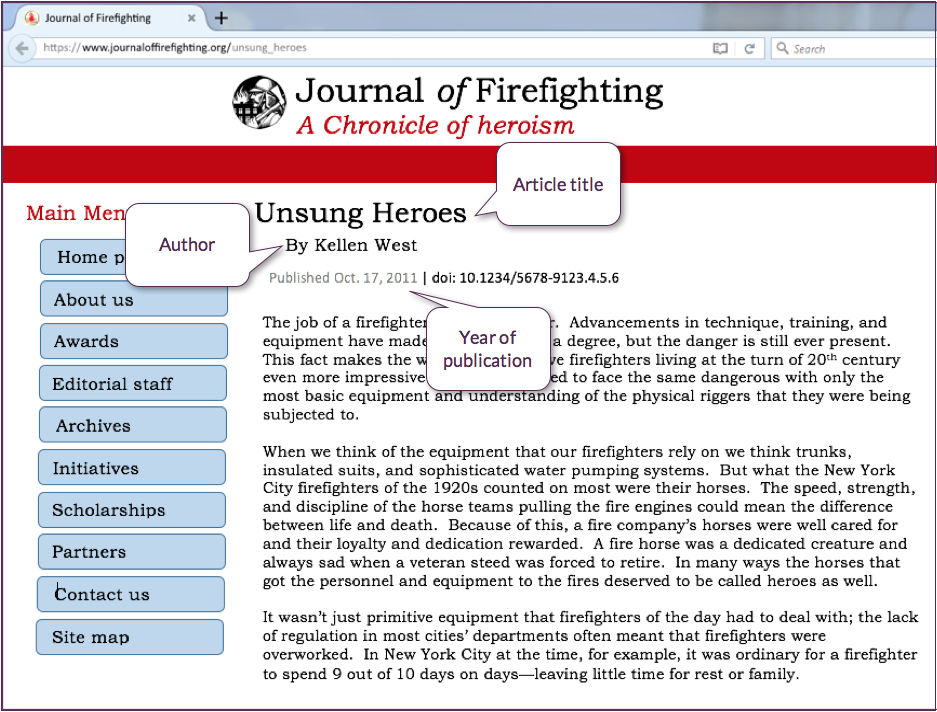 Journal of Firefighting
https://www.journaloffirefighting.org/unsung_heroes
Search
Journal of Firefighting
A Chronicle of heroism
Article title
Main Men
Unsung Heroes
Author
By Kellen West
Home p
Published Oct. 17, 2011 | doi: 10.1234/5678-9123.4.5.6
About us
Awards
Editorial staff
Archives
Initiatives
Scholarships
Partners
Contact us
Site map
Year of
publication
The job of a firefighter r. Advancements in technique, training, and
equipment have made a degree, but the danger is still ever present.
This fact makes the w ve firefighters living at the turn of 20th century
even more impressive ed to face the same dangerous with only the
most basic equipment and understanding of the physical riggers that they were being
subjected to.
When we think of the equipment that our firefighters rely on we think trunks,
insulated suits, and sophisticated water pumping systems. But what the New York
City firefighters of the 1920s counted on most were their horses. The speed, strength,
and discipline of the horse teams pulling the fire engines could mean the difference
between life and death. Because of this, a fire company's horses were well cared for
and their loyalty and dedication rewarded. A fire horse was a dedicated creature and
always sad when a veteran steed was forced to retire. In many ways the horses that
got the personnel and equipment to the fires deserved to be called heroes as well.
It wasn't just primitive equipment that firefighters of the day had to deal with; the lack
of regulation in most cities' departments often meant that firefighters were
overworked. In New York City at the time, for example, it was ordinary for a firefighter
to spend 9 out of 10 days on days—leaving little time for rest or family.